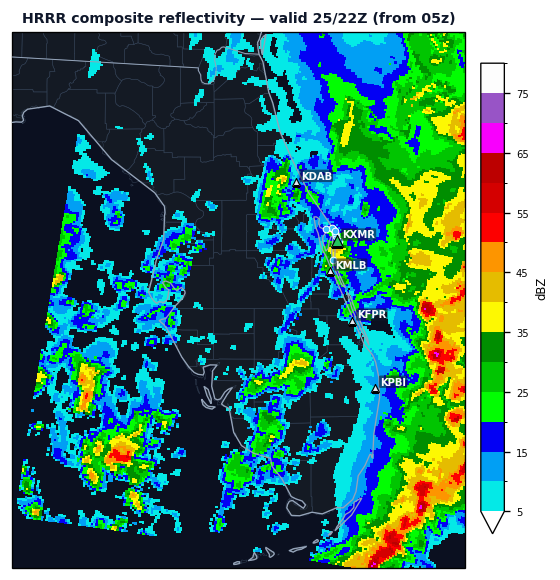 HRRR composite reflectivity — valid 25/22Z (from 05z)
KDAB
KXMR
KMLB
KFPR
KPBI
75
65
55
45
35
25
15
5
dBZ